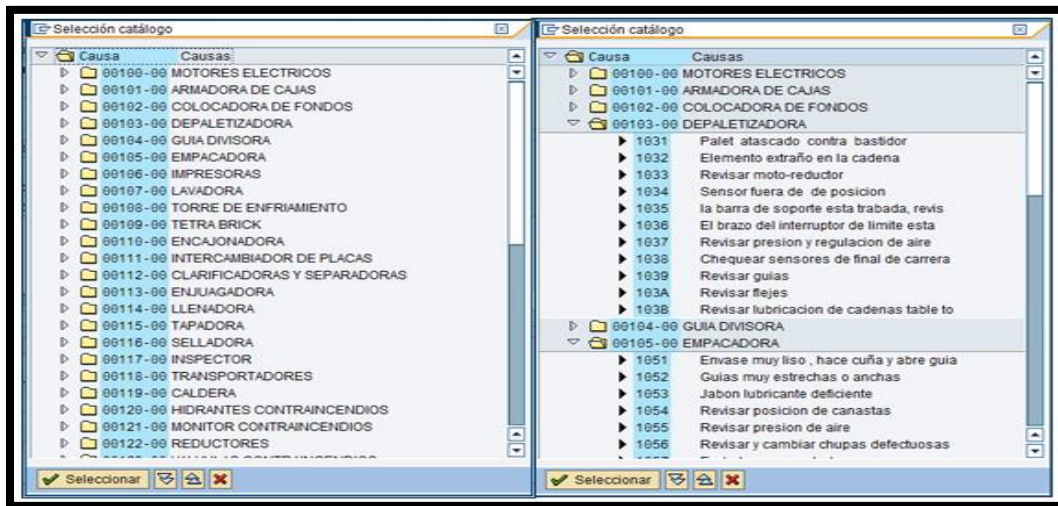 Selección catálogo
Causa Causas
00100-00 MOTORES ELECTRICOS
00101-00 ARMADORA DE CAJAS
00102-00 COLOCADORA DE FONDOS
00103-00 DEPALETIZADORA
00104-00 GUIA DIVISORA
00105-00 EMPACADORA
00106-00 IMPRESORAS
00107-00 LAVADORA
00108-00 TORRE DE ENFRIAMIENTO
00109-00 TETRA BRICK
00110-00 ENCAJONADORA
00111-00 INTERCAMBIADOR DE PLACAS
00112-00 CLARIFICADORAS Y SEPARADORAS
00113-00 ENJUAGADORA
00114-00 LLENADORA
00115-00 TAPADORA
00116-00 SELLADORA
00117-00 INSPECTOR
00118-00 TRANSPORTADORES
00119-00 CALDERA
00120-00 HIDRANTES CONTRAINCENDIOS
00121-00 MONITOR CONTRAINCENDIOS
00122-00 REDUCTORES
Seleccionar
Selección catálogo
Causa Causas
00100-00 MOTORES ELECTRICOS
00101-00 ARMADORA DE CAJAS
00102-00 COLOCADORA DE FONDOS
00103-00 DEPALETIZADORA
1031 Palet atascado contra bastidor
1032 Elemento extraño en la cadena
1033 Revisar moto-reductor
1034 Sensor fuera de de posicion
1035 la barra de soporte esta trabada, revis
1036 El brazo del interruptor de limite esta
1037 Revisar presion y regulacion de aire
1038 Chequear sensores de final de carrera
1039 Revisar guias
103A Revisar flejes
103B Revisar lubricacion de cadenas table to
00104-00 GUIA DIVISORA
00105-00 EMPACADORA
1051 Envase muy liso , hace cuña y abre guia
1052 Guias muy estrechas o anchas
1053 Jabon lubricante deficiente
1054 Revisar posicion de canastas
1055 Revisar presion de aire
1056 Revisar y cambiar chupas defectuosas
Seleccionar